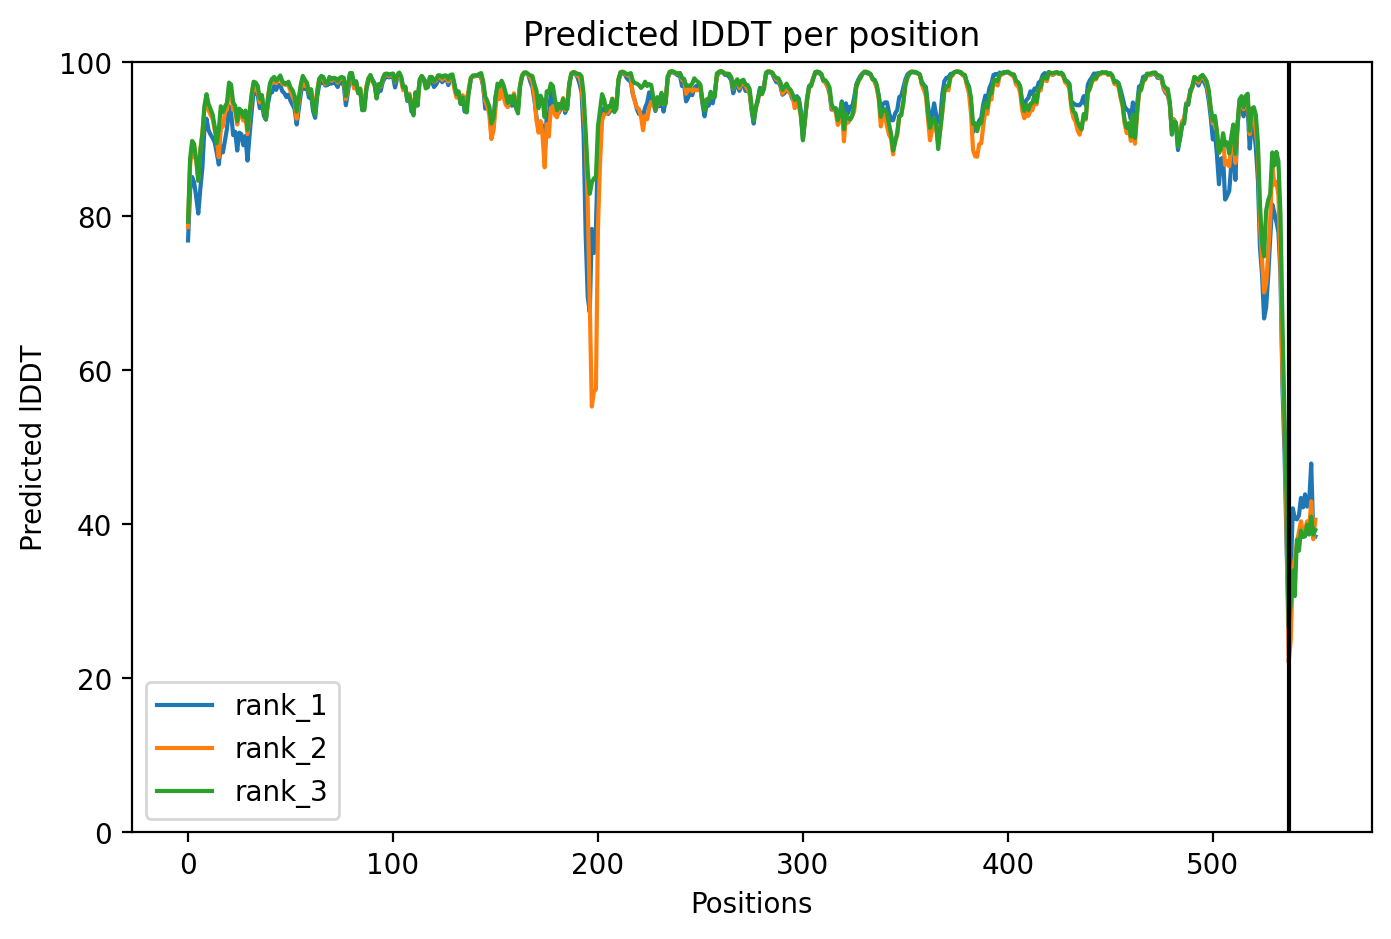 Predicted lDDT per position
100
80
60
40
20
0
Predicted lDDT
rank_1
rank_2
rank_3
0 100 200 300 400 500
Positions